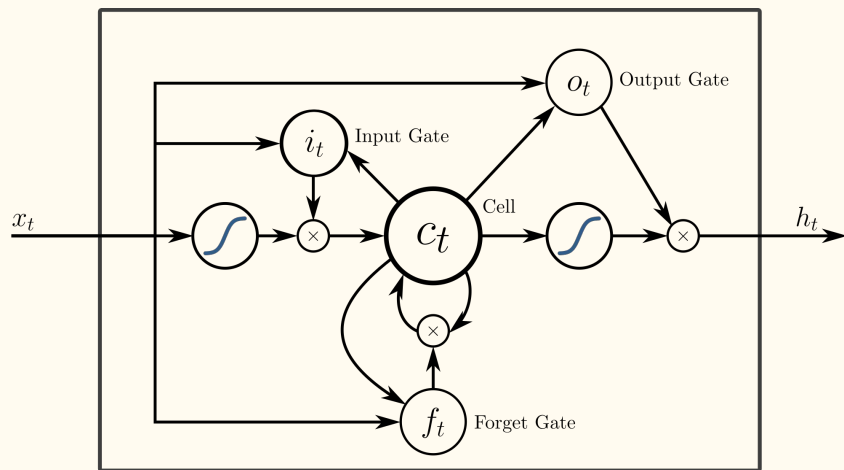 o_t Output Gate
i_t Input Gate
x_t
×
Cell
c_t
×
h_t
×
f_t Forget Gate